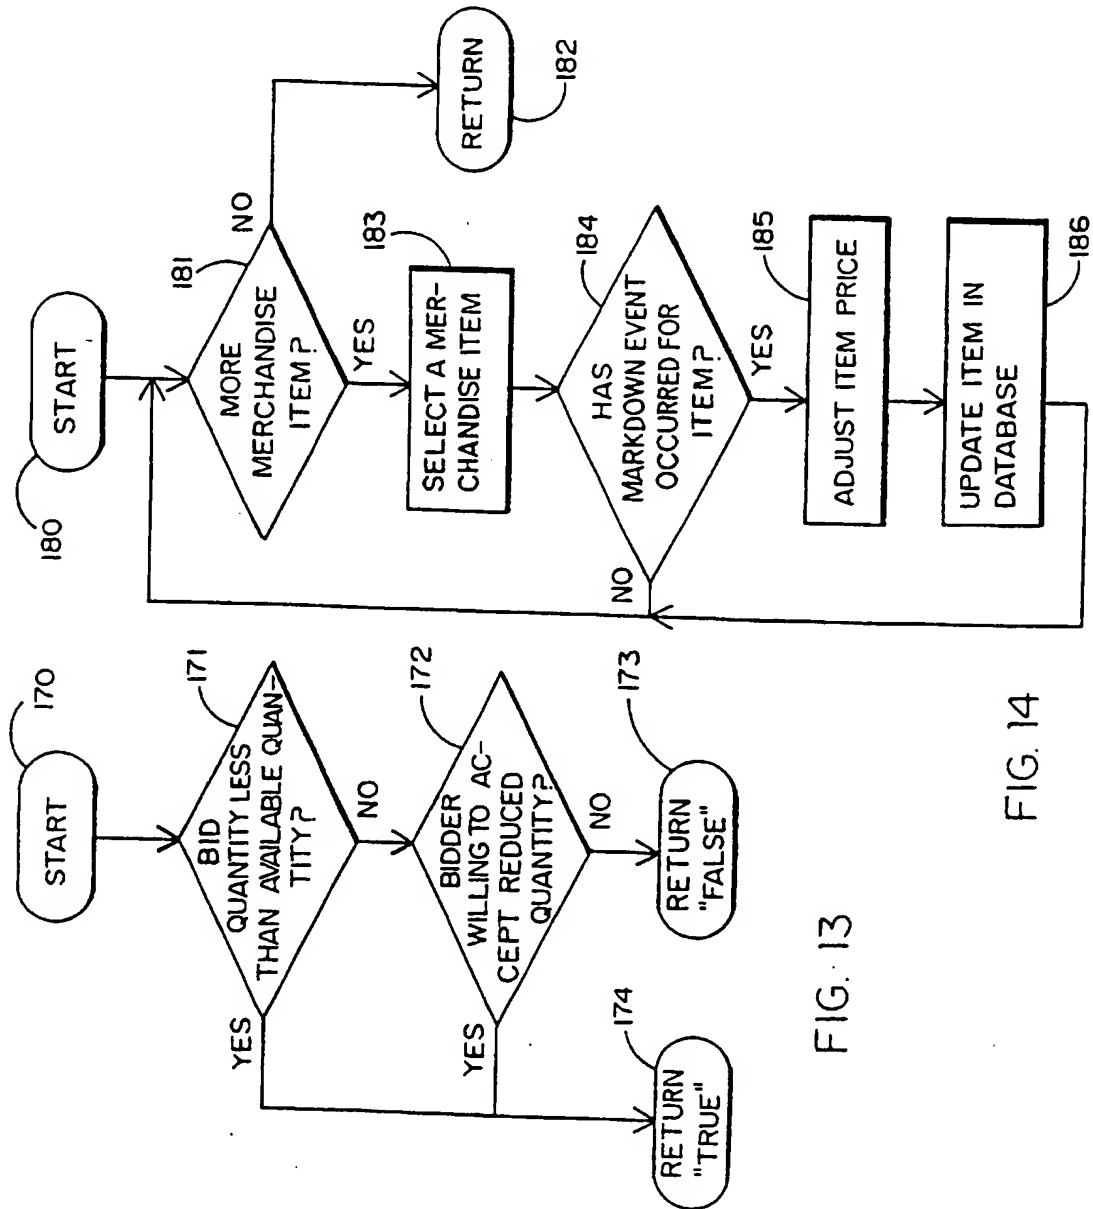 170
START
171
BID
QUANTITY LESS
THAN AVAILABLE QUAN-
TITY?
YES
NO
172
BIDDER
WILLING TO AC-
CEPT REDUCED
QUANTITY?
YES
NO
173
RETURN
"FALSE"
174
RETURN
"TRUE"
FIG. 13
180
START
181
MORE
MERCHANDISE
ITEM?
NO
YES
RETURN
182
183
SELECT A MER-
CHANDISE ITEM
184
HAS
MARKDOWN EVENT
OCCURRED FOR
ITEM?
NO
YES
185
ADJUST ITEM PRICE
186
UPDATE ITEM IN
DATABASE
FIG. 14